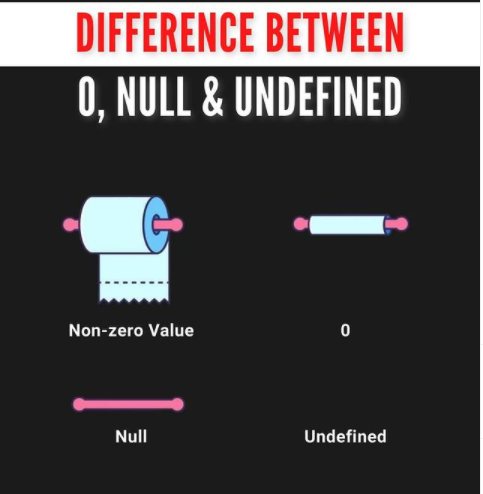 DIFFERENCE BETWEEN
0, NULL & UNDEFINED
Non-zero Value
0
Null
Undefined